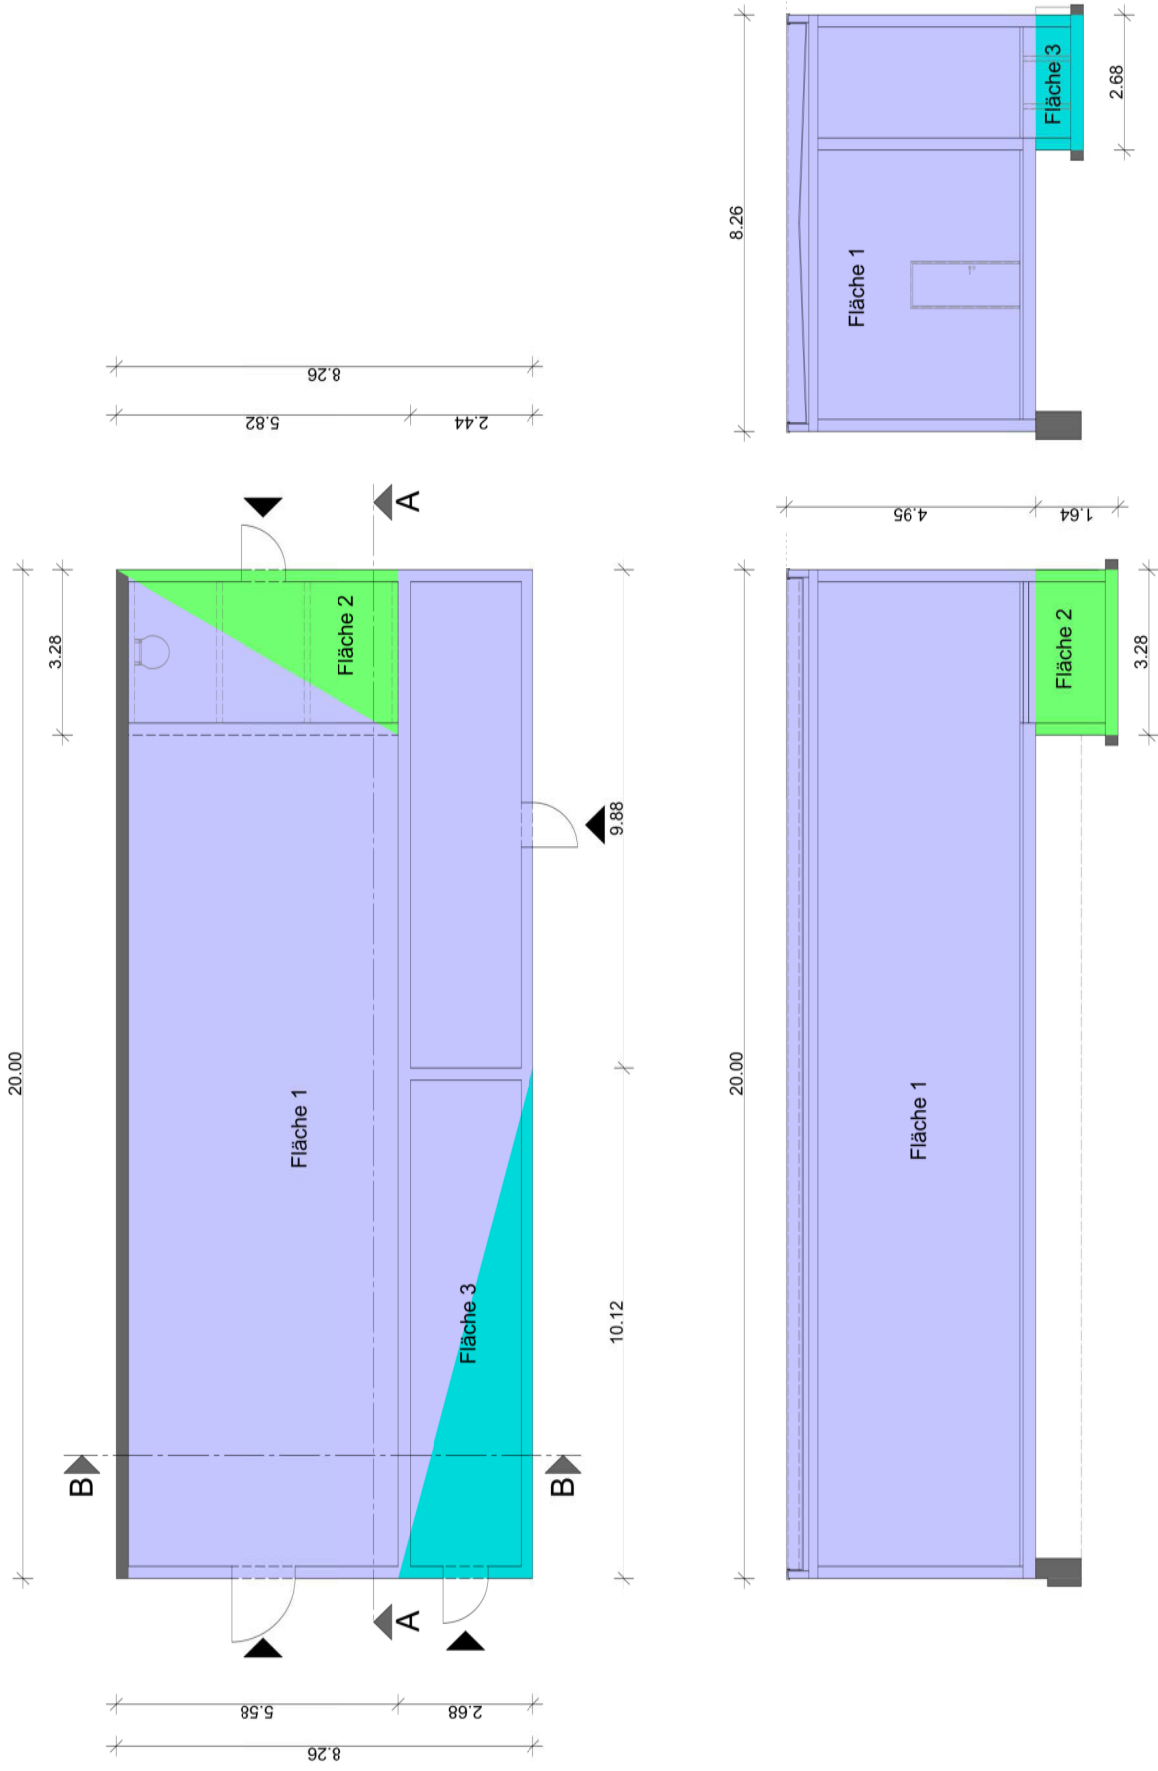 8.26
Fläche 3
2.68
Fläche 1
8.26
5.82
2.44
A
4.95
1.64
3.28
Fläche 2
Fläche 2
3.28
9.88
20.00
20.00
Fläche 1
Fläche 1
Fläche 3
10.12
B
B
A
5.58
2.68
8.26